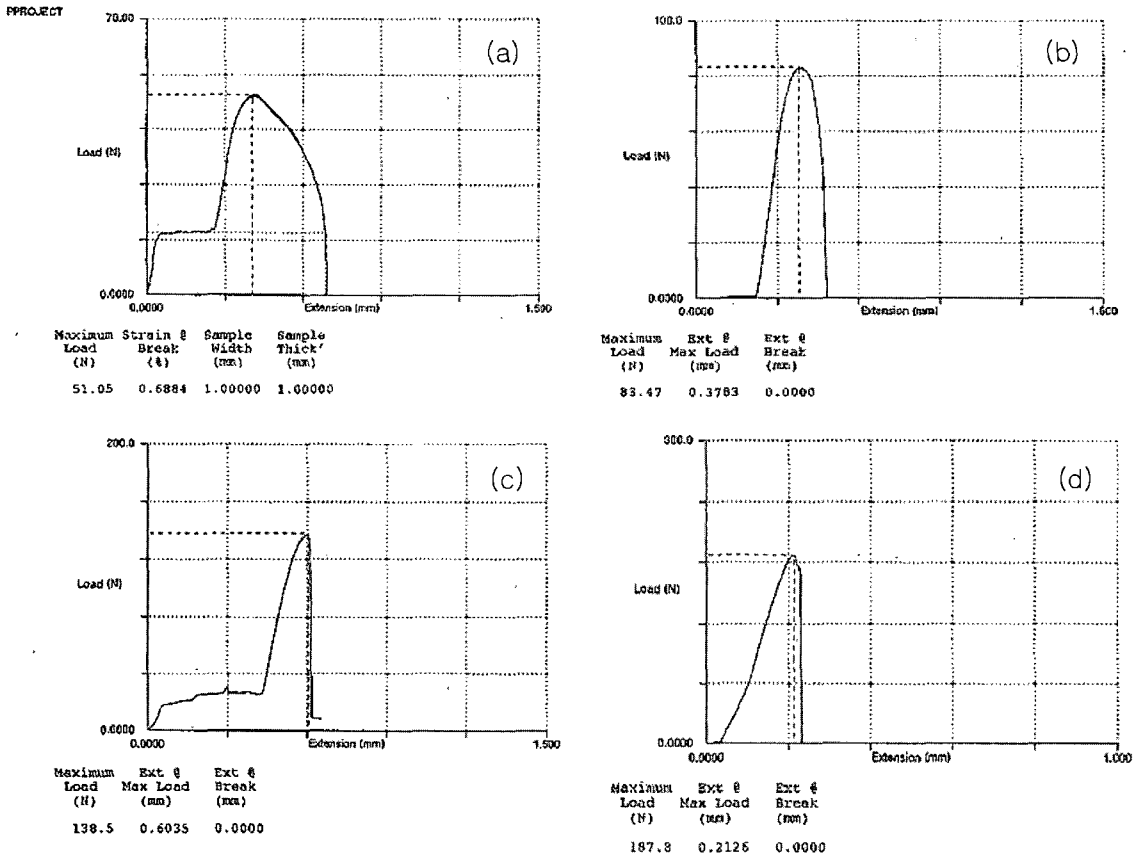 PPROJECT
70.00
(a)
Load (N)
0.0000
0.0000
Extension (mm)
1.500
Maximum Strain @ Sample Sample
Load Break Width Thick'
(N) (%) (mm) (mm)
51.05 0.6884 1.00000 1.00000
100.0
(b)
Load (N)
0.0000
0.0000
Extension (mm)
Maximum Ext @ Ext @
Load Max Load Break
(N) (mm) (mm)
83.47 0.3783 0.0000
200.0
(c)
Load (N)
0.0000
0.0000
Extension (mm)
1.500
Maximum Ext @ Ext @
Load Max Load Break
(N) (mm) (mm)
138.5 0.6035 0.0000
300.0
(d)
Load (N)
0.0000
0.0000
Extension (mm)
1.000
Maximum Ext @ Ext @
Load Max Load Break
(N) (mm) (mm)
187.8 0.2126 0.0000